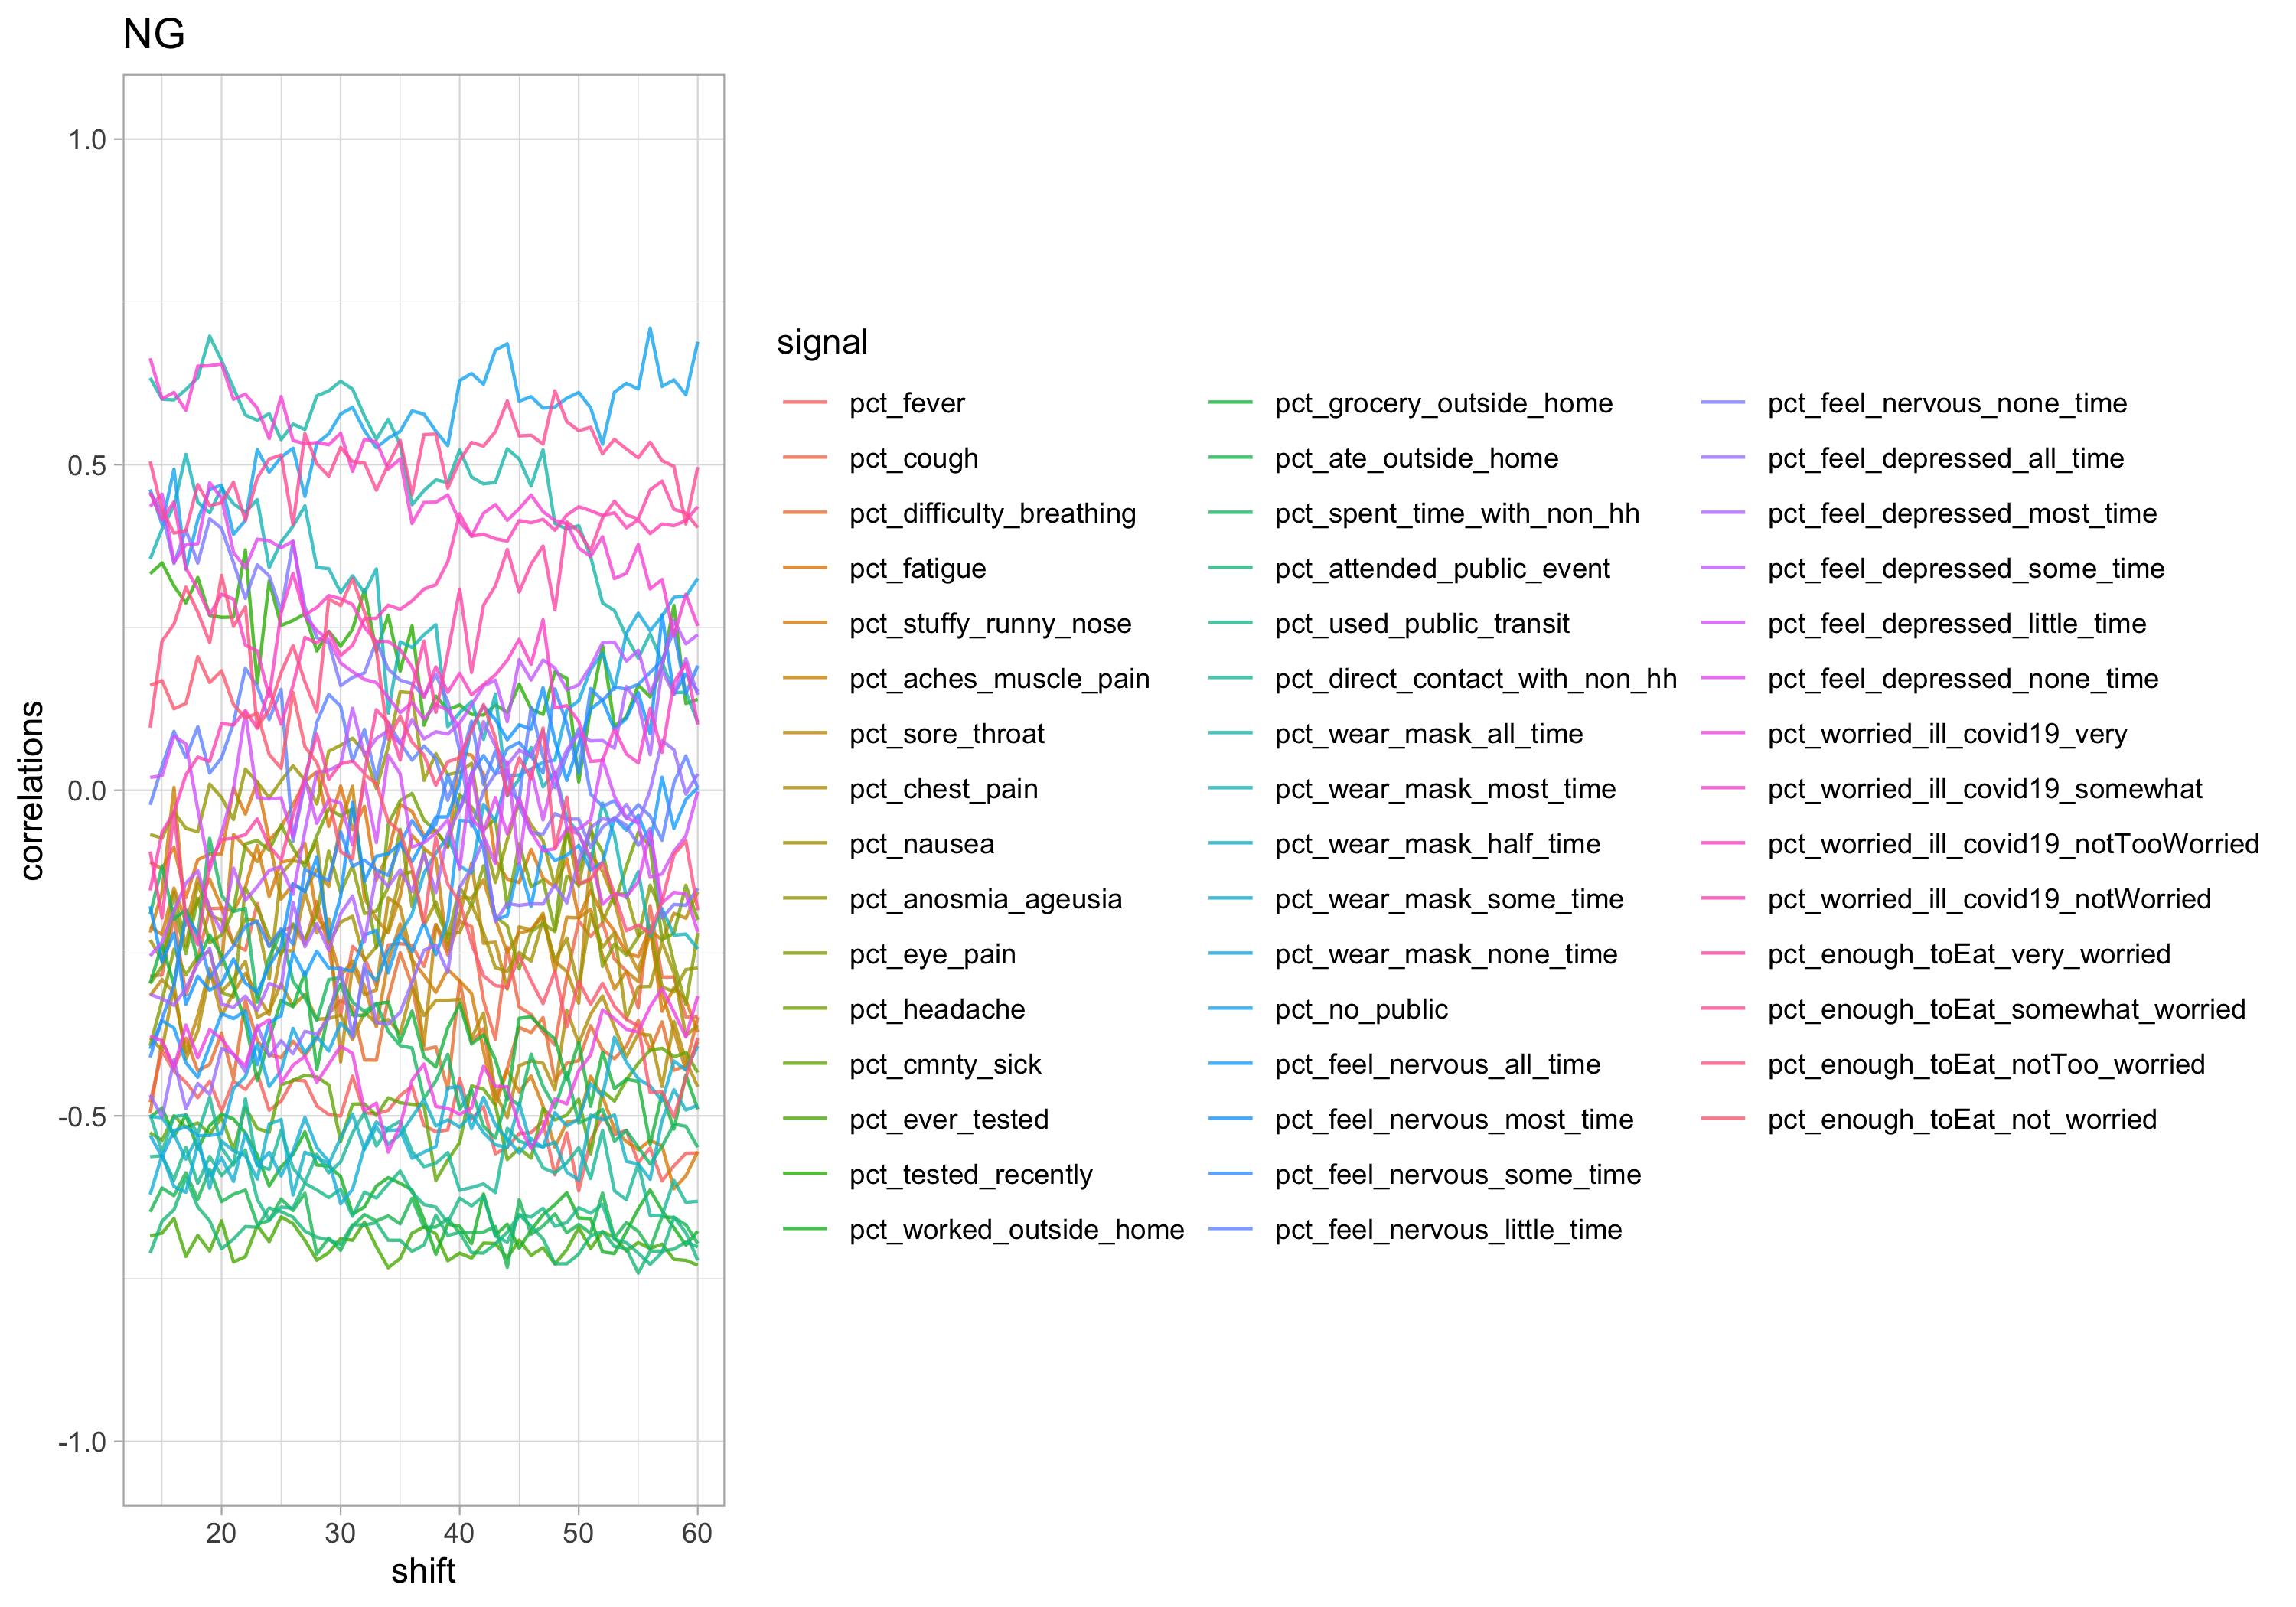 NG
correlations
1.0
0.5
0.0
-0.5
-1.0
20 30 40 50 60
shift
signal
pct_fever
pct_cough
pct_difficulty_breathing
pct_fatigue
pct_stuffy_runny_nose
pct_aches_muscle_pain
pct_sore_throat
pct_chest_pain
pct_nausea
pct_anosmia_ageusia
pct_eye_pain
pct_headache
pct_cmnty_sick
pct_ever_tested
pct_tested_recently
pct_worked_outside_home
pct_grocery_outside_home
pct_ate_outside_home
pct_spent_time_with_non_hh
pct_attended_public_event
pct_used_public_transit
pct_direct_contact_with_non_hh
pct_wear_mask_all_time
pct_wear_mask_most_time
pct_wear_mask_half_time
pct_wear_mask_some_time
pct_wear_mask_none_time
pct_no_public
pct_feel_nervous_all_time
pct_feel_nervous_most_time
pct_feel_nervous_some_time
pct_feel_nervous_little_time
pct_feel_nervous_none_time
pct_feel_depressed_all_time
pct_feel_depressed_most_time
pct_feel_depressed_some_time
pct_feel_depressed_little_time
pct_feel_depressed_none_time
pct_worried_ill_covid19_very
pct_worried_ill_covid19_somewhat
pct_worried_ill_covid19_notTooWorried
pct_worried_ill_covid19_notWorried
pct_enough_toEat_very_worried
pct_enough_toEat_somewhat_worried
pct_enough_toEat_notToo_worried
pct_enough_toEat_not_worried